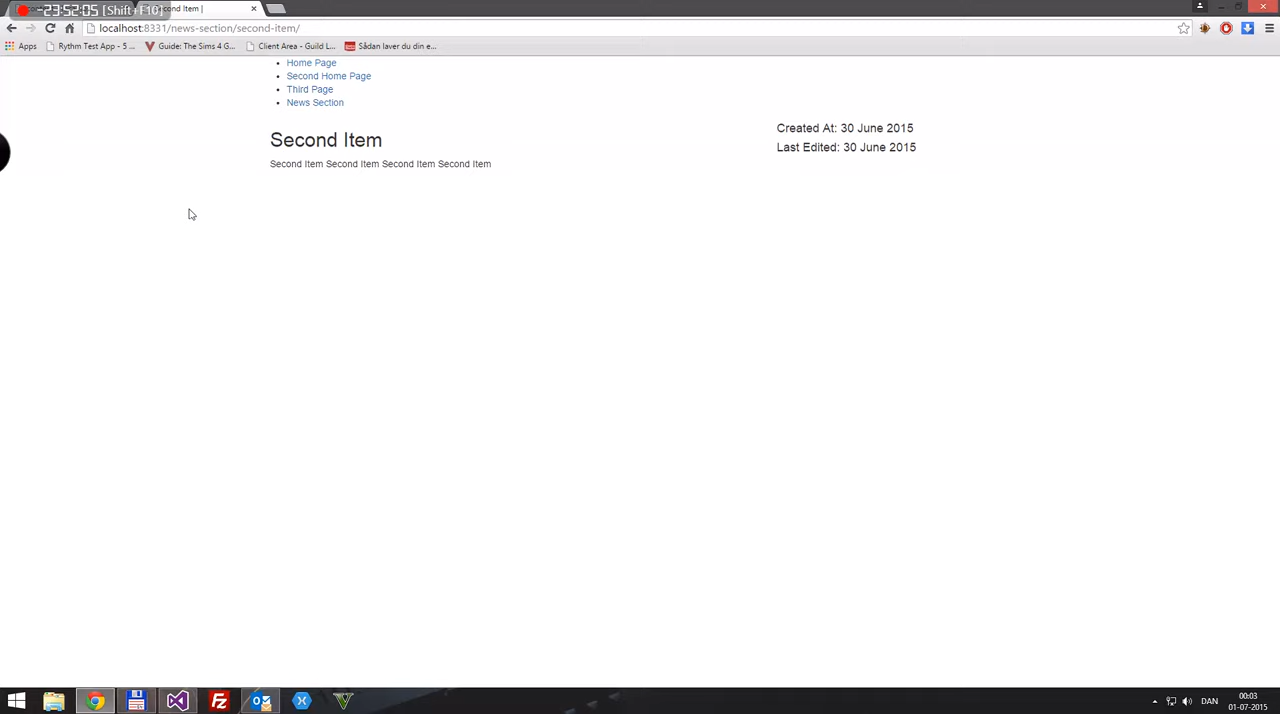 -23:52:05 [Shift+F10]
Second Item |
localhost:8331/news-section/second-item/
Apps
Rythm Test App - 5 ...
Guide: The Sims 4 G...
Client Area - Guild L...
Sådan laver du din e...
Home Page
Second Home Page
Third Page
News Section
Second Item
Second Item Second Item Second Item Second Item
Created At: 30 June 2015
Last Edited: 30 June 2015
DAN
00:03
01-07-2015